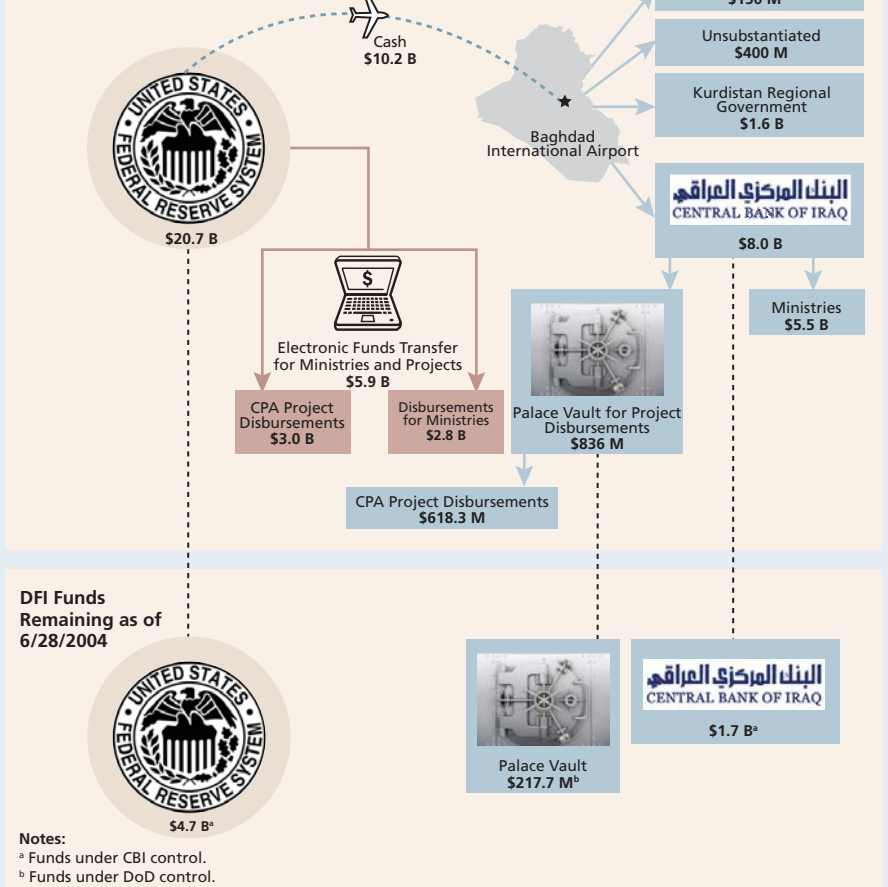 $150 M
Cash
$10.2 B
Unsubstantiated
$400 M
Kurdistan Regional
Government
$1.6 B
Baghdad
International Airport
البنك المركزي العراقي
CENTRAL BANK OF IRAQ
$8.0 B
UNITED STATES
FEDERAL RESERVE SYSTEM
$20.7 B
$
Electronic Funds Transfer
for Ministries and Projects
$5.9 B
Ministries
$5.5 B
CPA Project
Disbursements
$3.0 B
Disbursements
for Ministries
$2.8 B
Palace Vault for Project
Disbursements
$836 M
CPA Project Disbursements
$618.3 M
DFI Funds
Remaining as of
6/28/2004
UNITED STATES
FEDERAL RESERVE SYSTEM
$4.7 Bᵃ
Palace Vault
$217.7 Mᵇ
البنك المركزي العراقي
CENTRAL BANK OF IRAQ
$1.7 Bᵃ
Notes:
ᵃ Funds under CBI control.
ᵇ Funds under DoD control.